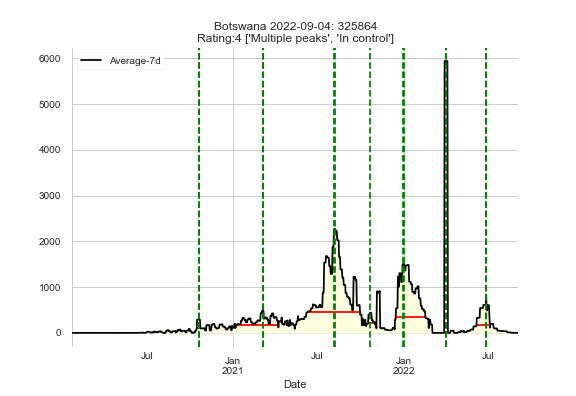 Botswana 2022-09-04: 325864
Rating:4 ['Multiple peaks', 'In control']
Average-7d
6000
5000
4000
3000
2000
1000
0
Jul
Jan
2021
Jul
Jan
2022
Jul
Date